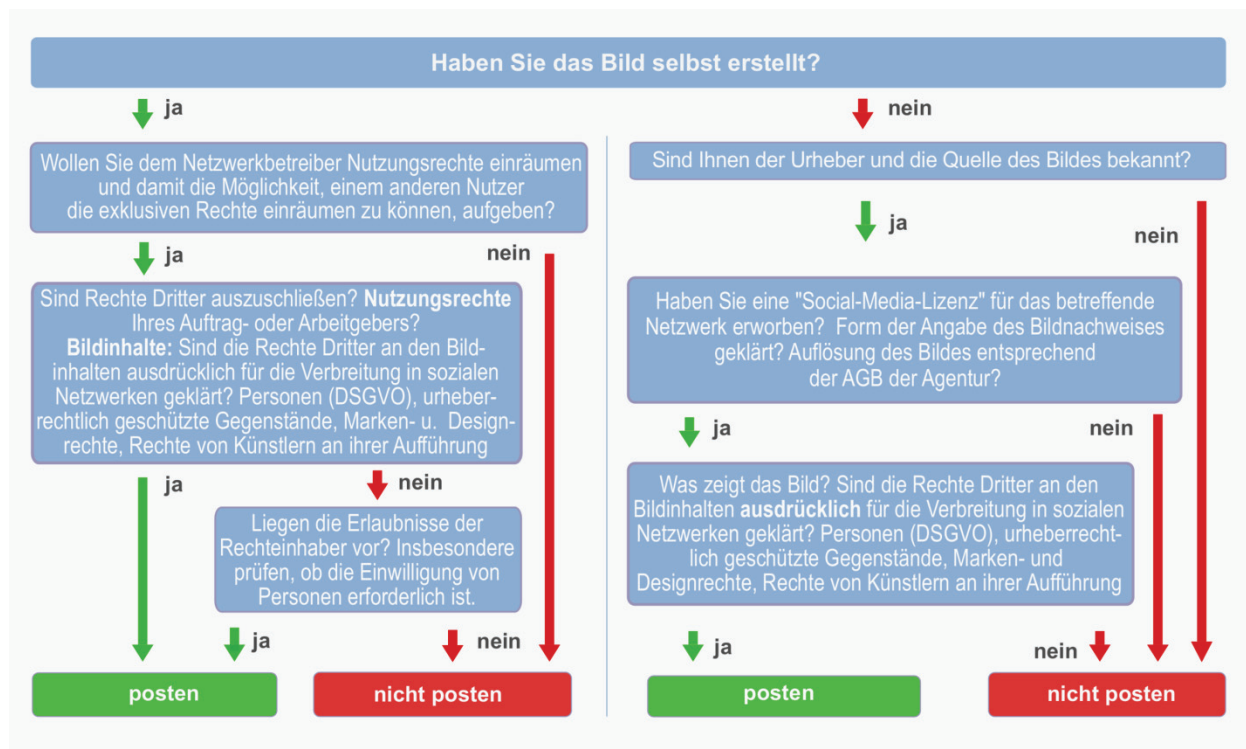 Haben Sie das Bild selbst erstellt?
ja
Wollen Sie dem Netzwerkbetreiber Nutzungsrechte einräumen
und damit die Möglichkeit, einem anderen Nutzer
die exklusiven Rechte einräumen zu können, aufgeben?
ja
nein
Sind Rechte Dritter auszuschließen? Nutzungsrechte
Ihres Auftrag- oder Arbeitgebers?
Bildinhalte: Sind die Rechte Dritter an den Bild-
inhalten ausdrücklich für die Verbreitung in sozialen
Netzwerken geklärt? Personen (DSGVO), urheber-
rechtlich geschützte Gegenstände, Marken- u. Design-
rechte, Rechte von Künstlern an ihrer Aufführung
ja
nein
Liegen die Erlaubnisse der
Rechteinhaber vor? Insbesondere
prüfen, ob die Einwilligung von
Personen erforderlich ist.
ja
nein
posten
nicht posten
nein
Sind Ihnen der Urheber und die Quelle des Bildes bekannt?
ja
nein
Haben Sie eine "Social-Media-Lizenz" für das betreffende
Netzwerk erworben? Form der Angabe des Bildnachweises
geklärt? Auflösung des Bildes entsprechend
der AGB der Agentur?
ja
nein
Was zeigt das Bild? Sind die Rechte Dritter an den
Bildinhalten ausdrücklich für die Verbreitung in sozialen
Netzwerken geklärt? Personen (DSGVO), urheberrecht-
lich geschützte Gegenstände, Marken- und
Designrechte, Rechte von Künstlern an ihrer Aufführung
ja
nein
posten
nicht posten